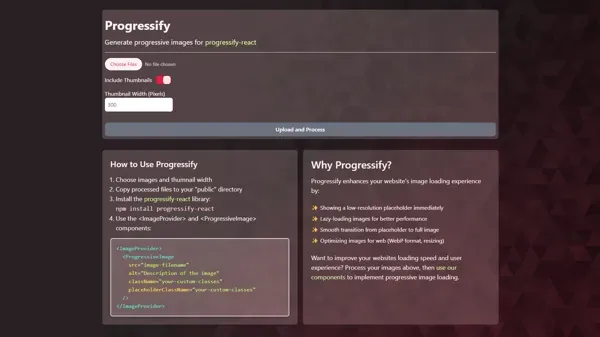 Progressify
Generate progressive images for progressify-react
Choose Files No file chosen
Include Thumbnails
Thumbnail Width (Pixels)
300
Upload and Process
How to Use Progressify
1. Choose images and thumnail width
2. Copy processed files to your "public" directory
3. Install the progressify-react library:
npm install progressify-react
4. Use the <ImageProvider> and <ProgressiveImage>
components:
<ImageProvider>
<ProgressiveImage
src="image-filename"
alt="Description of the image"
className="your-custom-classes"
placeholderClassName="your-custom-classes"
/>
</ImageProvider>
Why Progressify?
Progressify enhances your website's image loading experience
by:
✨ Showing a low-resolution placeholder immediately
✨ Lazy loading images for better performance
✨ Smooth transition from placeholder to full image
✨ Optimizing images for web (WebP format, resizing)
Want to improve your websites loading speed and user
experience? Process your images above, then use our
components to implement progressive image loading.